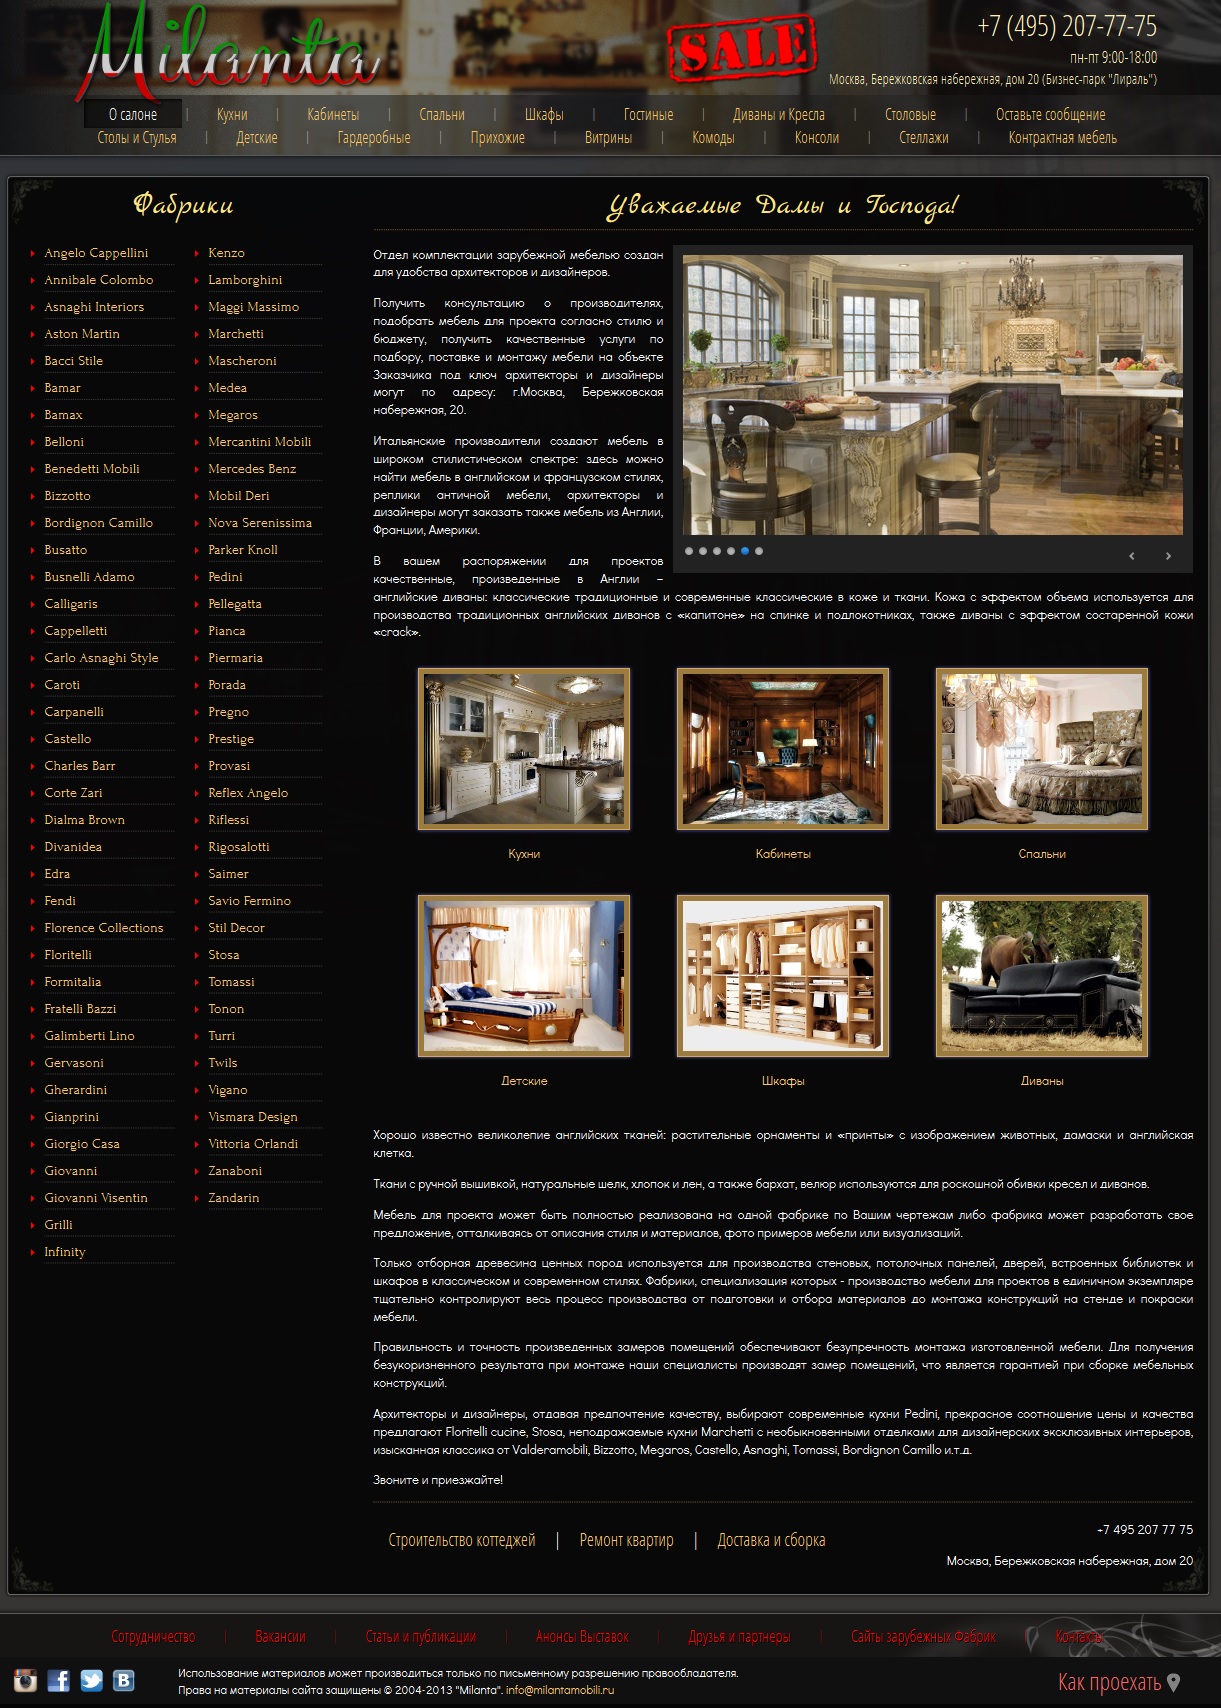 Milanta
SALE
+7 (495) 207-77-75
пн-пт 9:00-18:00
Москва, Бережковская набережная, дом 20 (Бизнес-парк "Лираль")
О салоне | Кухни | Кабинеты | Спальни | Шкафы | Гостиные | Диваны и Кресла | Столовые | Оставьте сообщение
Столы и Стулья | Детские | Гардеробные | Прихожие | Витрины | Комоды | Консоли | Стеллажи | Контрактная мебель
Фабрики
Angelo Cappellini
Annibale Colombo
Asnaghi Interiors
Aston Martin
Bacci Stile
Bamar
Bamax
Belloni
Benedetti Mobili
Bizzotto
Bordignon Camillo
Busatto
Busnelli Adamo
Calligaris
Cappelletti
Carlo Asnaghi Style
Caroti
Carpanelli
Castello
Charles Barr
Corte Zari
Dialma Brown
Divanidea
Edra
Fendi
Florence Collections
Floritelli
Formitalia
Fratelli Bazzi
Galimberti Lino
Gervasoni
Gherardini
Gianprini
Giorgio Casa
Giovanni
Giovanni Visentin
Grilli
Infinity
Kenzo
Lamborghini
Maggi Massimo
Marchetti
Mascheroni
Medea
Megaros
Mercantini Mobili
Mercedes Benz
Mobil Deri
Nova Serenissima
Parker Knoll
Pedini
Pellegatta
Pianca
Piermaria
Porada
Pregno
Prestige
Provasi
Reflex Angelo
Riflessi
Rigosalotti
Saimer
Savio Fermino
Stil Decor
Stosa
Tomassi
Tonon
Turri
Twils
Vigano
Vismara Design
Vittoria Orlandi
Zanaboni
Zandarin
Уважаемые Дамы и Господа!
Отдел комплектации зарубежной мебелью создан
для удобства архитекторов и дизайнеров.
Получить консультацию о производителях,
подобрать мебель для проекта согласно стилю и
бюджету, получить качественные услуги по
подбору, поставке и монтажу мебели на объекте
Заказчика под ключ архитекторы и дизайнеры
могут по адресу: г.Москва, Бережковская
набережная, 20.
Итальянские производители создают мебель в
широком стилистическом спектре: здесь можно
найти мебель в английском и французском стилях,
реплики античной мебели, архитекторы и
дизайнеры могут заказать также мебель из Англии,
Франции, Америки.
В вашем распоряжении для проектов
качественные, произведенные в Англии –
английские диваны: классические традиционные и современные классические в коже и ткани. Кожа с эффектом объема используется для
производства традиционных английских диванов с «капитоне» на спинке и подлокотниках, также диваны с эффектом состаренной кожи
«crack».
Кухни
Кабинеты
Спальни
Детские
Шкафы
Диваны
Хорошо известно великолепие английских тканей: растительные орнаменты и «принты» с изображением животных, дамаски и английская
клетка.
Ткани с ручной вышивкой, натуральные шелк, хлопок и лен, а также бархат, велюр используются для роскошной обивки кресел и диванов.
Мебель для проекта может быть полностью реализована на одной фабрике по Вашим чертежам либо фабрика может разработать свое
предложение, отталкиваясь от описания стиля и материалов, фото примеров мебели или визуализаций.
Только отборная древесина ценных пород используется для производства стеновых, потолочных панелей, дверей, встроенных библиотек и
шкафов в классическом и современном стилях. Фабрики, специализация которых - производство мебели для проектов в единичном экземпляре
тщательно контролируют весь процесс производства от подготовки и отбора материалов до монтажа конструкций на стенде и покраски
мебели.
Правильность и точность произведенных замеров помещений обеспечивают безупречность монтажа изготовленной мебели. Для получения
безукоризненного результата при монтаже наши специалисты производят замер помещений, что является гарантией при сборке мебельных
конструкций.
Архитекторы и дизайнеры, отдавая предпочтение качеству, выбирают современные кухни Pedini, прекрасное соотношение цены и качества
предлагают Floritelli cucine, Stosa, неподражаемые кухни Marchetti с необыкновенными отделками для дизайнерских эксклюзивных интерьеров,
изысканная классика от Valderamobili, Bizzotto, Megaros, Castello, Asnaghi, Tomassi, Bordignon Camillo и.т.д.
Звоните и приезжайте!
Строительство коттеджей | Ремонт квартир | Доставка и сборка
+7 495 207 77 75
Москва, Бережковская набережная, дом 20
Сотрудничество | Вакансии | Статьи и публикации | Анонсы Выставок | Друзья и партнеры | Сайты зарубежных Фабрик | Контакты
Использование материалов может производиться только по письменному разрешению правообладателя.
Права на материалы сайта защищены © 2004-2013 "Milanta". info@milantamobili.ru
Как проехать